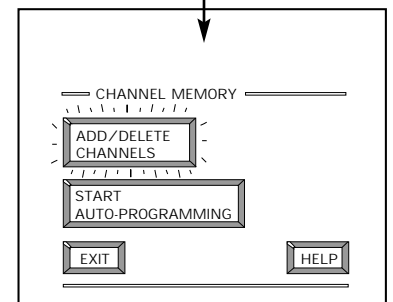 CHANNEL MEMORY
ADD/DELETE
CHANNELS
START
AUTO-PROGRAMMING
EXIT HELP